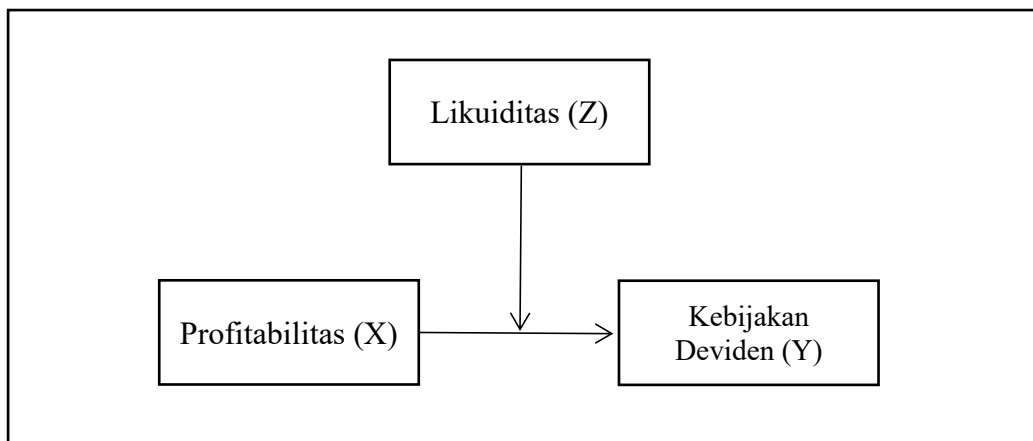 Likuiditas (Z)
Profitabilitas (X)
Kebijakan
Deviden (Y)